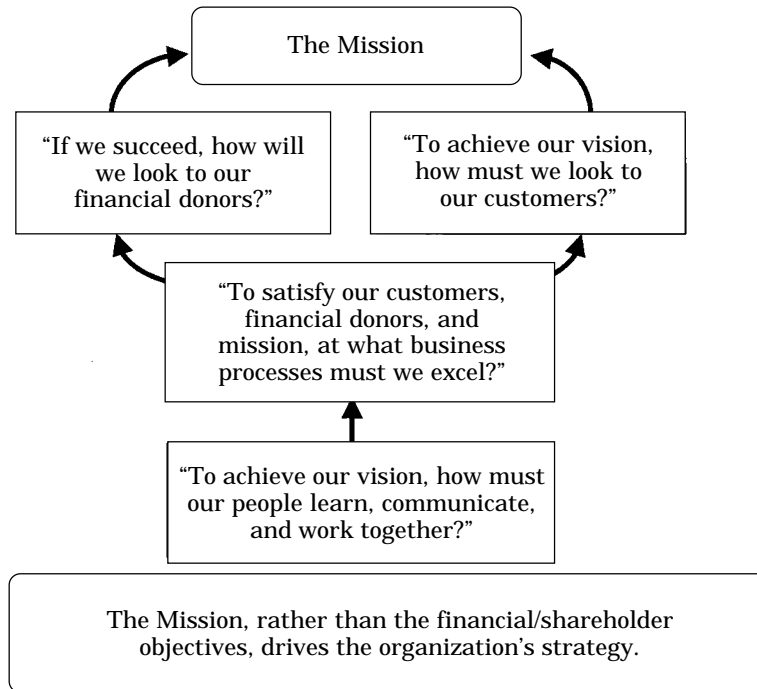 The Mission
“If we succeed, how will
we look to our
financial donors?”
“To achieve our vision,
how must we look to
our customers?”
“To satisfy our customers,
financial donors, and
mission, at what business
processes must we excel?”
“To achieve our vision, how must
our people learn, communicate,
and work together?”
The Mission, rather than the financial/shareholder
objectives, drives the organization’s strategy.